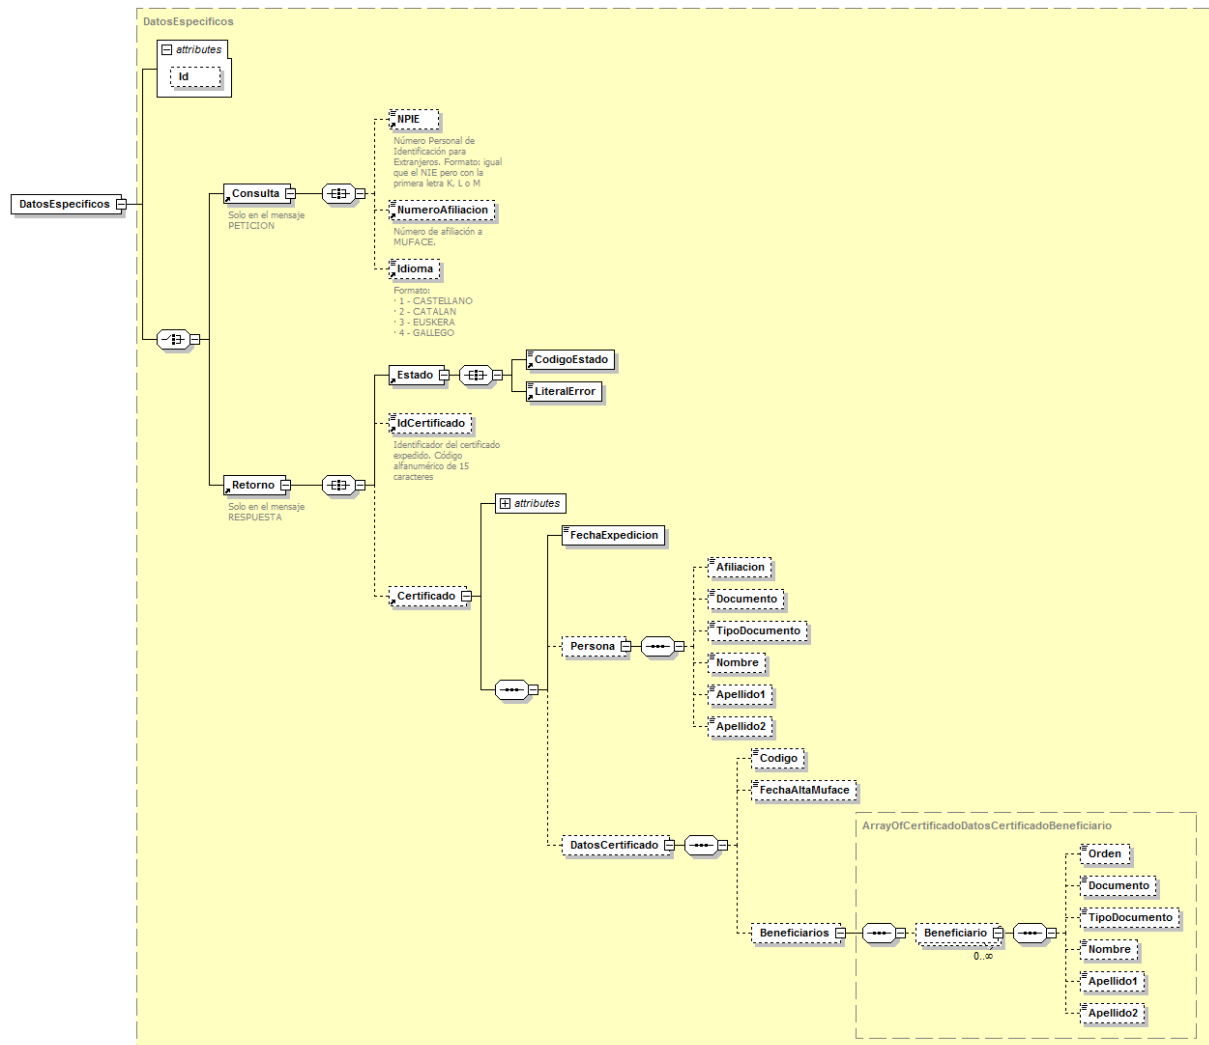 DatosEspecificos
attributes
Id
NPIE
Número Personal de
Identificación para
Extranjeros. Formato: igual
que el NIE pero con la
primera letra K, L o M
Consulta
Solo en el mensaje
PETICION
DatosEspecificos
NumeroAfiliacion
Número de afiliación a
MUFACE.
Idioma
Formato:
· 1 - CASTELLANO
· 2 - CATALAN
· 3 - EUSKERA
· 4 - GALLEGO
CodigoEstado
Estado
LiteralError
IdCertificado
Identificador del certificado
expedido. Código
alfanumérico de 15
caracteres
Retorno
Solo en el mensaje
RESPUESTA
attributes
FechaExpedicion
Certificado
Afiliacion
Documento
TipoDocumento
Persona
Nombre
Apellido1
Apellido2
Codigo
FechaAltaMuface
DatosCertificado
ArrayOfCertificadoDatosCertificadoBeneficiario
Orden
Documento
TipoDocumento
Beneficiarios
Beneficiario
0..∞
Nombre
Apellido1
Apellido2